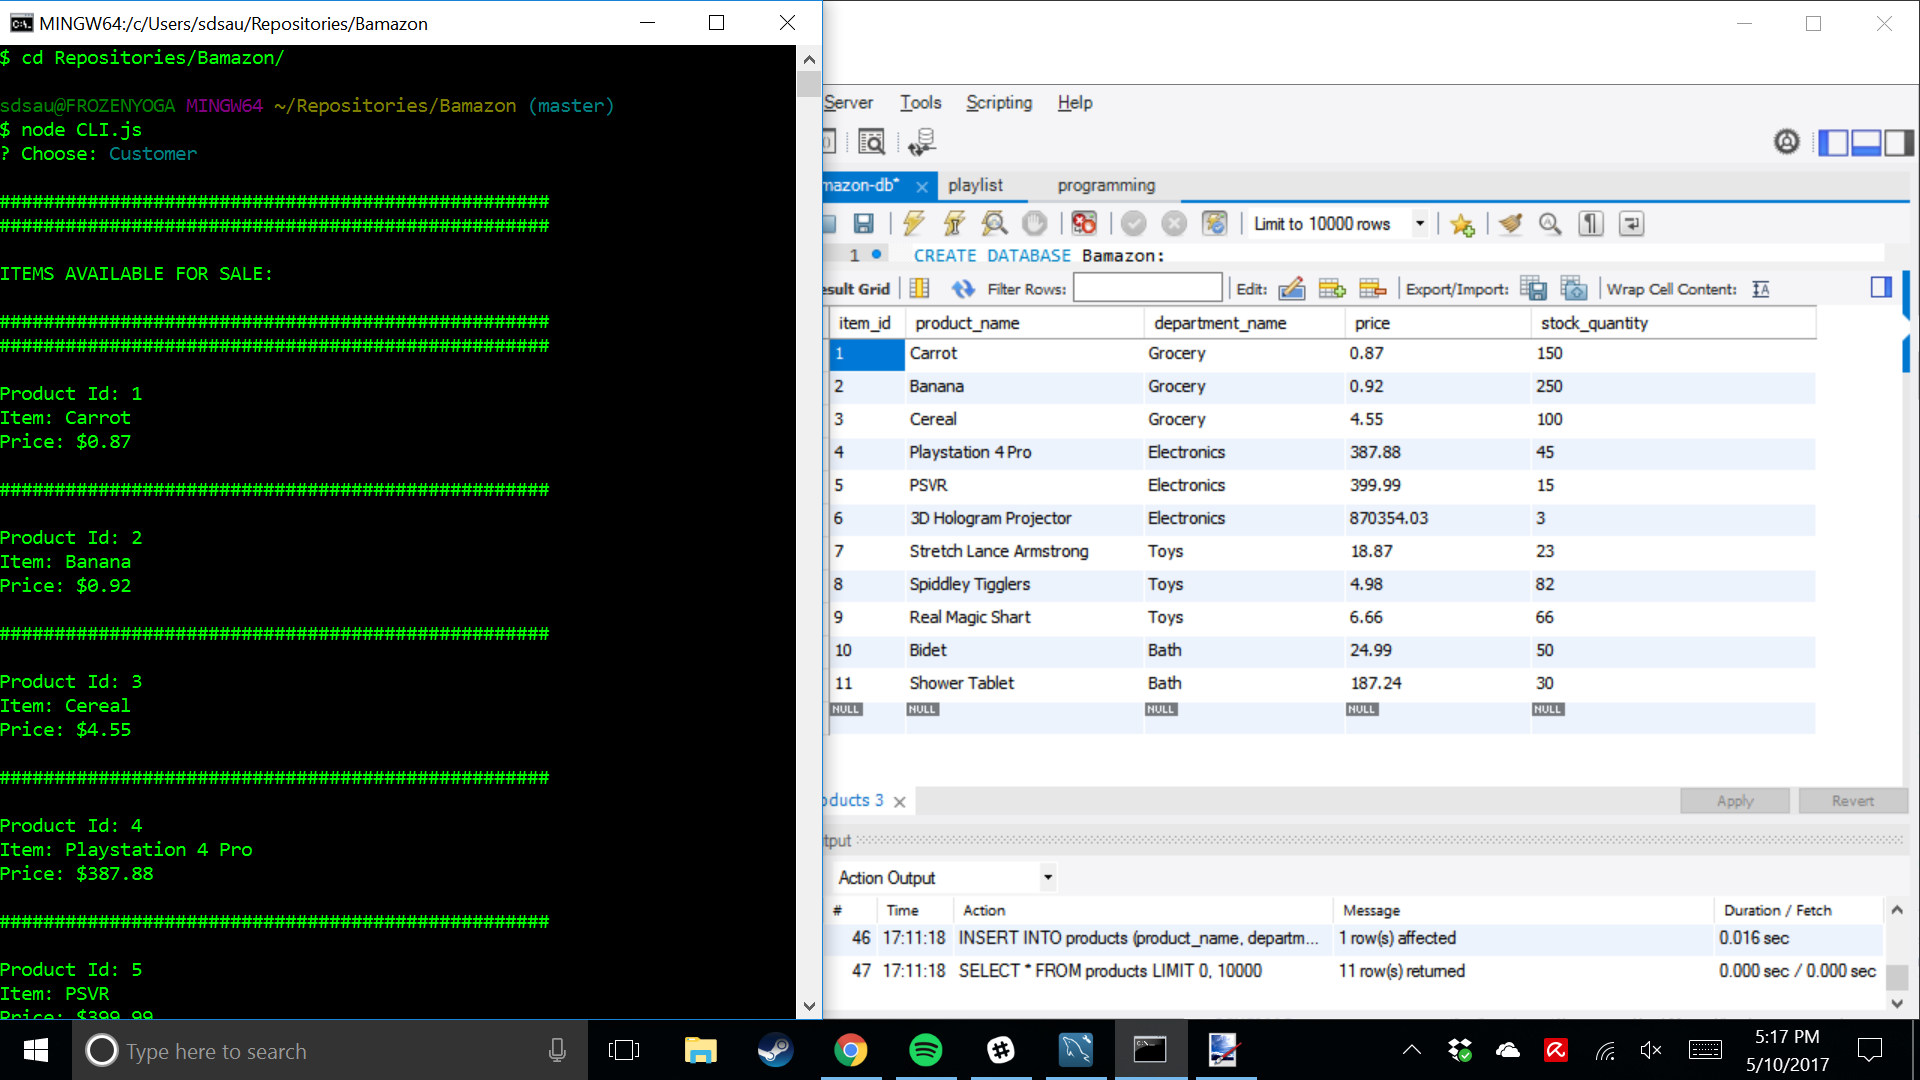 MINGW64:/c/Users/sdsau/Repositories/Bamazon
$ cd Repositories/Bamazon/
sdsau@FROZENYOGA MINGW64 ~/Repositories/Bamazon (master)
$ node CLI.js
? Choose: Customer
##################################################
##################################################
ITEMS AVAILABLE FOR SALE:
##################################################
##################################################
Product Id: 1
Item: Carrot
Price: $0.87
##################################################
Product Id: 2
Item: Banana
Price: $0.92
##################################################
Product Id: 3
Item: Cereal
Price: $4.55
##################################################
Product Id: 4
Item: Playstation 4 Pro
Price: $387.88
##################################################
Product Id: 5
Item: PSVR
Price: $399.99
Server Tools Scripting Help
mazon-db* playlist programming
Limit to 10000 rows
1 CREATE DATABASE Bamazon;
esult Grid Filter Rows: Edit: Export/Import: Wrap Cell Content: IA
item_id product_name department_name price stock_quantity
1 Carrot Grocery 0.87 150
2 Banana Grocery 0.92 250
3 Cereal Grocery 4.55 100
4 Playstation 4 Pro Electronics 387.88 45
5 PSVR Electronics 399.99 15
6 3D Hologram Projector Electronics 870354.03 3
7 Stretch Lance Armstrong Toys 18.87 23
8 Spiddley Tigglers Toys 4.98 82
9 Real Magic Shart Toys 6.66 66
10 Bidet Bath 24.99 50
11 Shower Tablet Bath 187.24 30
NULL NULL NULL NULL NULL
oducts 3 Apply Revert
tput
Action Output
# Time Action Message Duration / Fetch
46 17:11:18 INSERT INTO products (product_name, departm... 1 row(s) affected 0.016 sec
47 17:11:18 SELECT * FROM products LIMIT 0, 10000 11 row(s) returned 0.000 sec / 0.000 sec
Type here to search
5:17 PM
5/10/2017